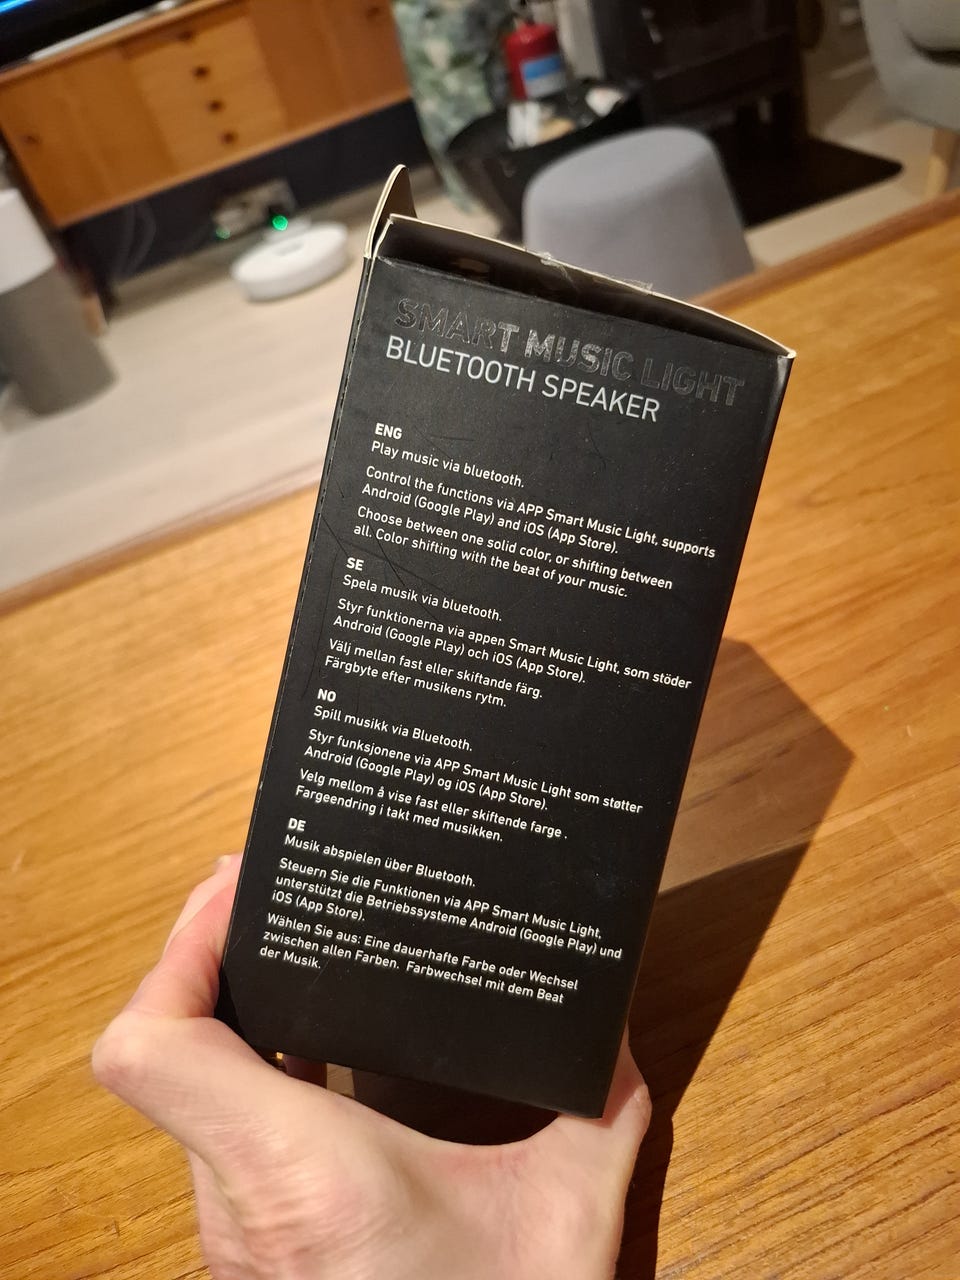 SMART MUSIC LIGHT
BLUETOOTH SPEAKER
ENG
Play music via bluetooth.
Control the functions via APP Smart Music Light, supports
Android (Google Play) and iOS (App Store).
Choose between one solid color, or shifting between
all. Color shifting with the beat of your music.
SE
Spela musik via bluetooth.
Styr funktionerna via appen Smart Music Light, som stöder
Android (Google Play) och iOS (App Store).
Välj mellan fast eller skiftande färg.
Färgbyte efter musikens rytm.
NO
Spill musikk via Bluetooth.
Styr funksjonene via APP Smart Music Light som støtter
Android (Google Play) og iOS (App Store).
Velg mellom å vise fast eller skiftende farge .
Fargeendring i takt med musikken.
DE
Musik abspielen über Bluetooth.
Steuern Sie die Funktionen via APP Smart Music Light,
unterstützt die Betriebssysteme Android (Google Play) und
iOS (App Store).
Wählen Sie aus: Eine dauerhafte Farbe oder Wechsel
zwischen allen Farben. Farbwechsel mit dem Beat
der Musik.